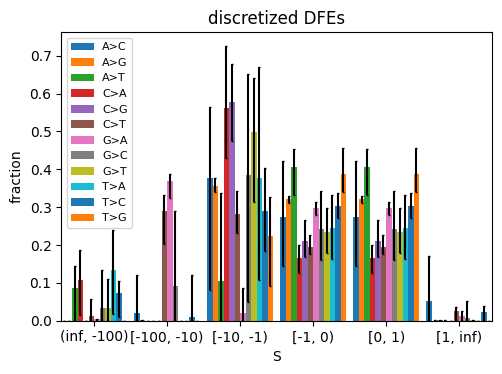 discretized DFEs
fraction
0.7
0.6
0.5
0.4
0.3
0.2
0.1
0.0
A>C
A>G
A>T
C>A
C>G
C>T
G>A
G>C
G>T
T>A
T>C
T>G
(inf, -100)
[-100, -10)
[-10, -1)
[-1, 0)
[0, 1)
[1, inf)
S